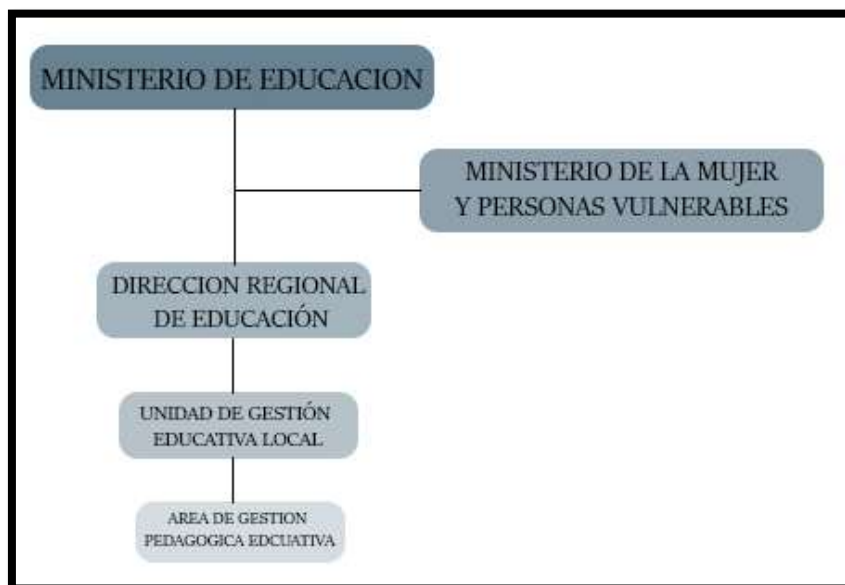 MINISTERIO DE EDUCACION
MINISTERIO DE LA MUJER
Y PERSONAS VULNERABLES
DIRECCION REGIONAL
DE EDUCACIÓN
UNIDAD DE GESTIÓN
EDUCATIVA LOCAL
AREA DE GESTION
PEDAGOGICA EDCUATIVA